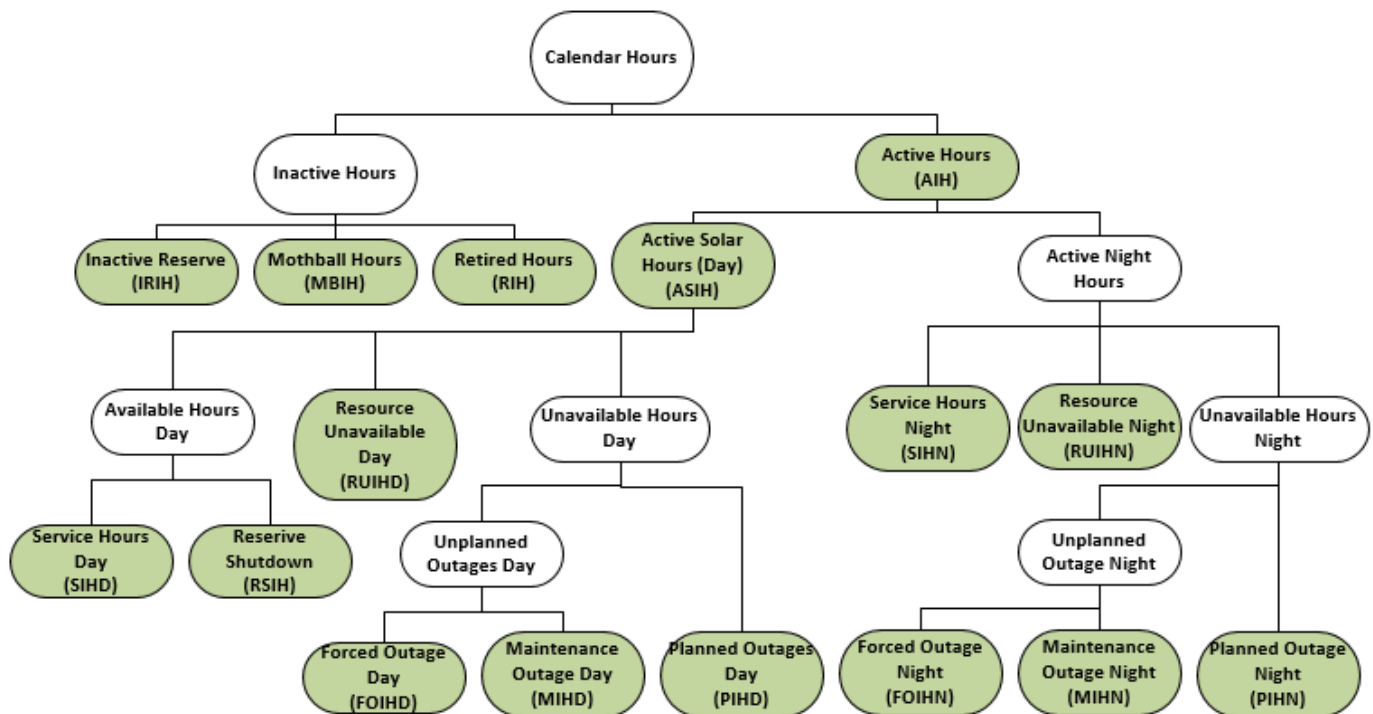 Calendar Hours
Inactive Hours
Active Hours
(AIH)
Inactive Reserve
(IRIH)
Mothball Hours
(MBIH)
Retired Hours
(RIH)
Active Solar
Hours (Day)
(ASIH)
Active Night
Hours
Available Hours
Day
Resource
Unavailable
Day
(RUIHD)
Unavailable Hours
Day
Service Hours
Night
(SIHN)
Resource
Unavailable Night
(RUIHN)
Unavailable Hours
Night
Service Hours
Day
(SIHD)
Reserive
Shutdown
(RSIH)
Unplanned
Outages Day
Unplanned
Outage Night
Forced Outage
Day
(FOIHD)
Maintenance
Outage Day
(MIHD)
Planned Outages
Day
(PIHD)
Forced Outage
Night
(FOIHN)
Maintenance
Outage Night
(MIHN)
Planned Outage
Night
(PIHN)